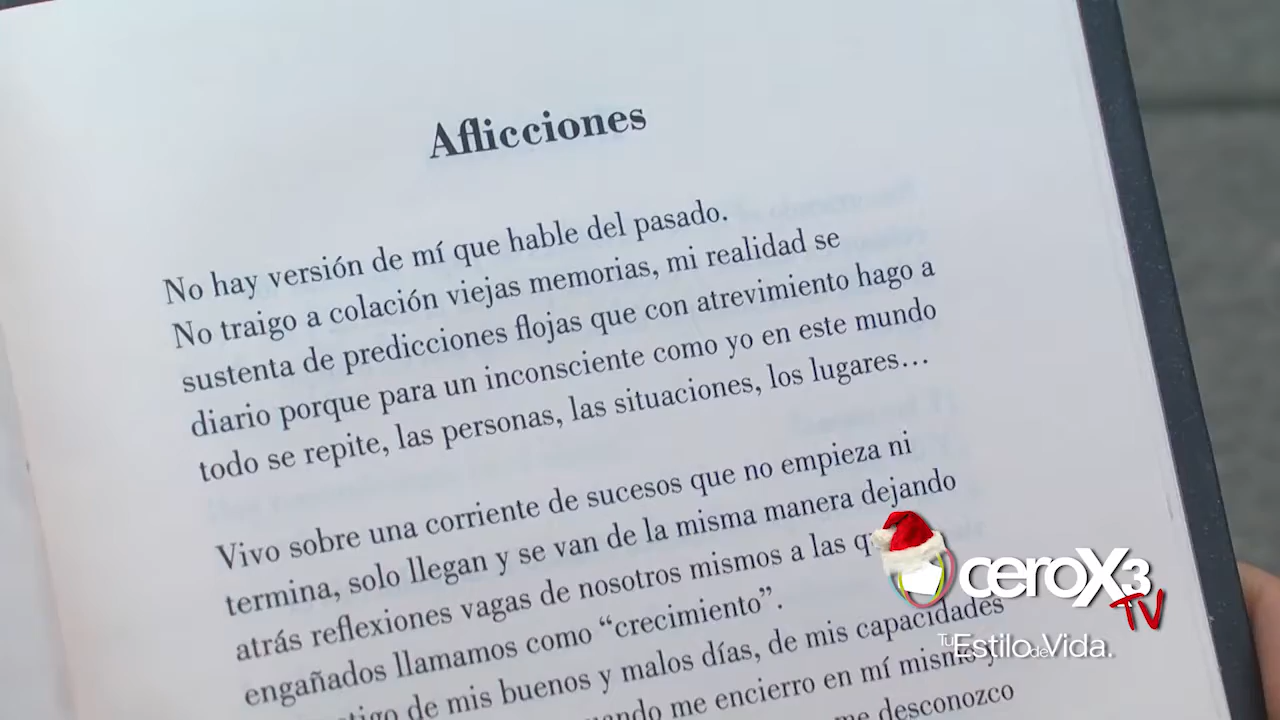 Aflicciones
No hay versión de mí que hable del pasado.
No traigo a colación viejas memorias, mi realidad se
sustenta de predicciones flojas que con atrevimiento hago a
diario porque para un inconsciente como yo en este mundo
todo se repite, las personas, las situaciones, los lugares…
Vivo sobre una corriente de sucesos que no empieza ni
termina, solo llegan y se van de la misma manera dejando
atrás reflexiones vagas de nosotros mismos a las
engañados llamamos como “crecimiento”.
de mis buenos y malos días, de mis capacidades
me encierro en mí mismo y
me desconozco
ceroX3
TV
Tu Estilo de Vida.